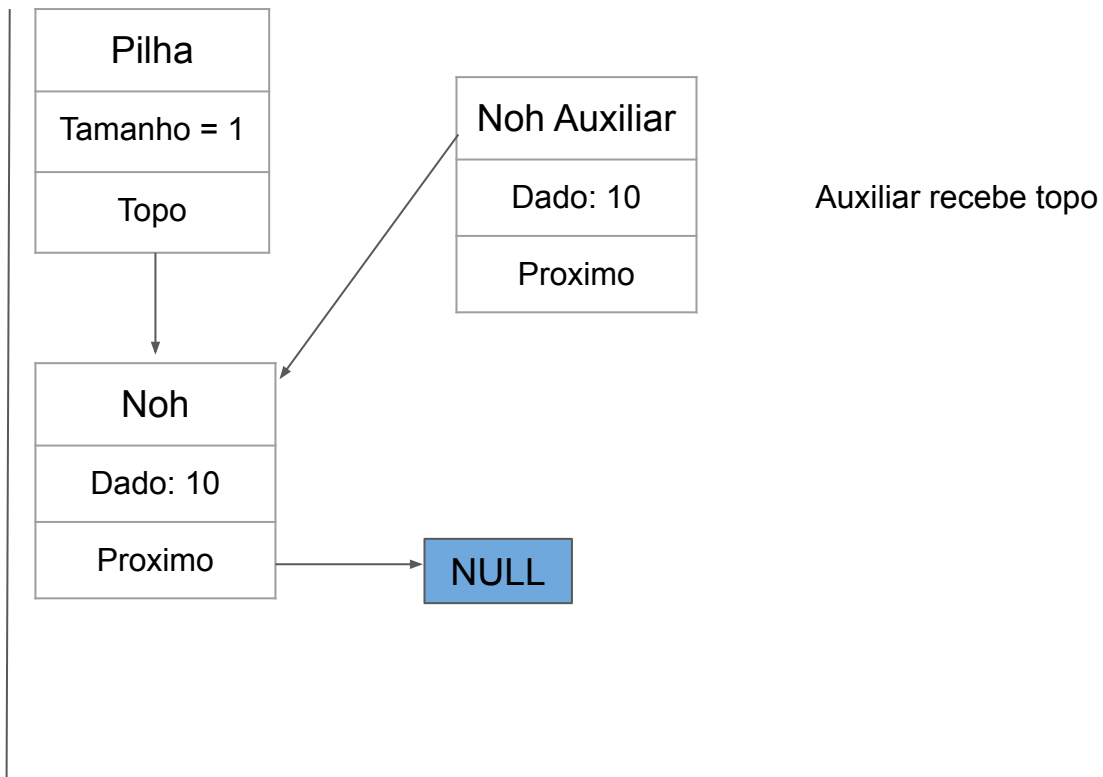 Pilha
Tamanho = 1
Topo
Noh Auxiliar
Dado: 10
Proximo
Auxiliar recebe topo
Noh
Dado: 10
Proximo
NULL